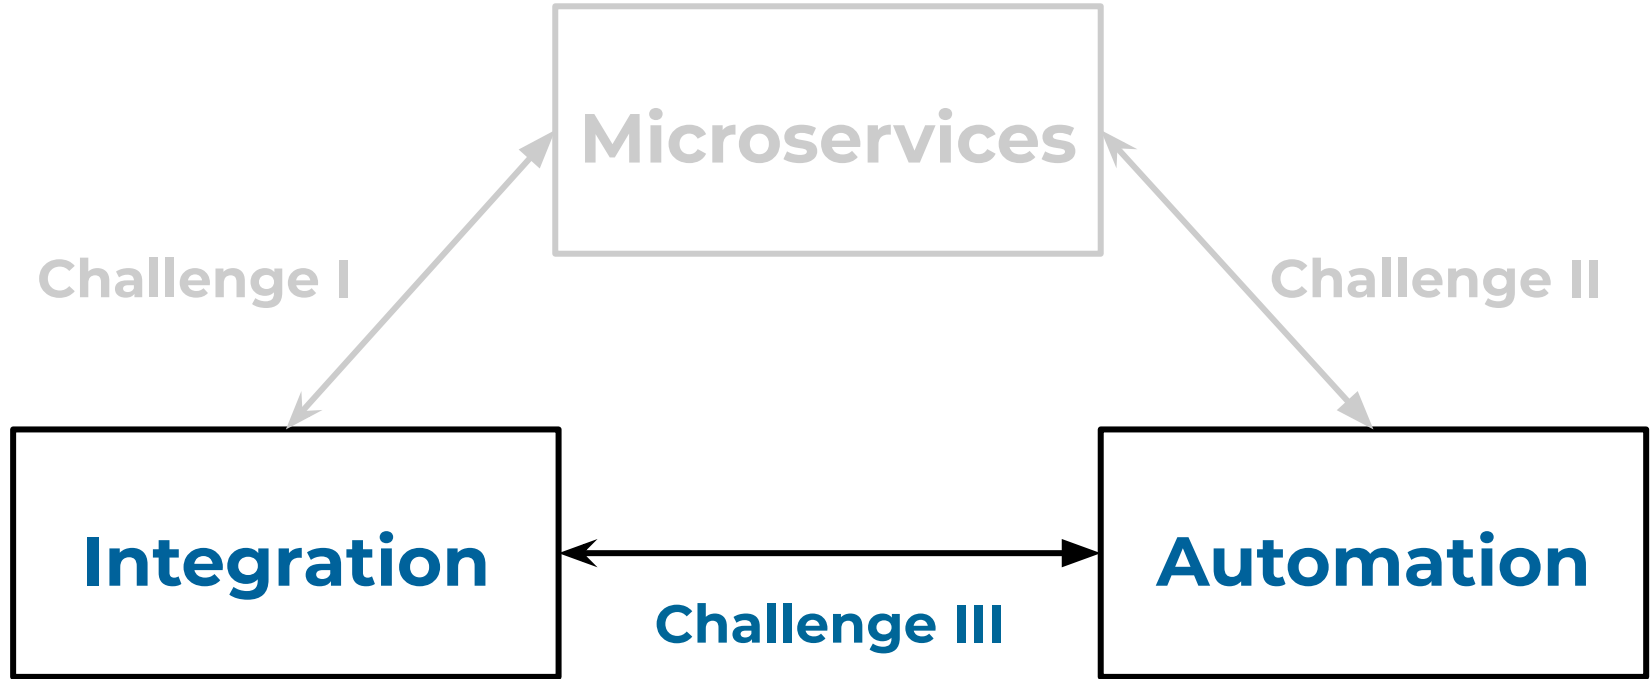 Microservices
Challenge I
Challenge II
Integration
Automation
Challenge III